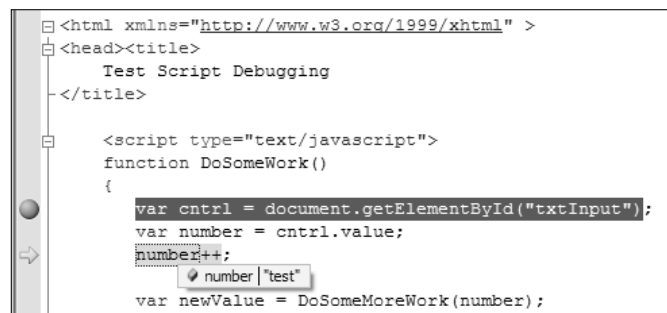 <html xmlns="http://www.w3.org/1999/xhtml" >
<head><title>
Test Script Debugging
</title>
<script type="text/javascript">
function DoSomeWork()
{
var cntrl = document.getElementById("txtInput");
var number = cntrl.value;
number++;
number "test"
var newValue = DoSomeMoreWork(number);